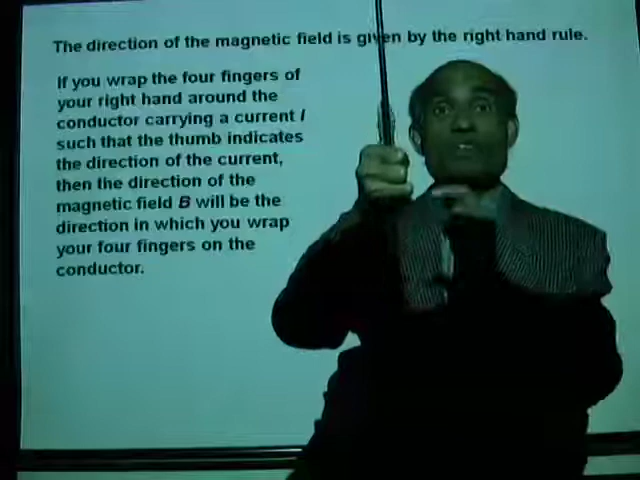 The direction of the magnetic field is given by the right hand rule.
If you wrap the four fingers of
your right hand around the
conductor carrying a current I
such that the thumb indicates
the direction of the current,
then the direction of the
magnetic field B will be the
direction in which you wrap
your four fingers on the
conductor.